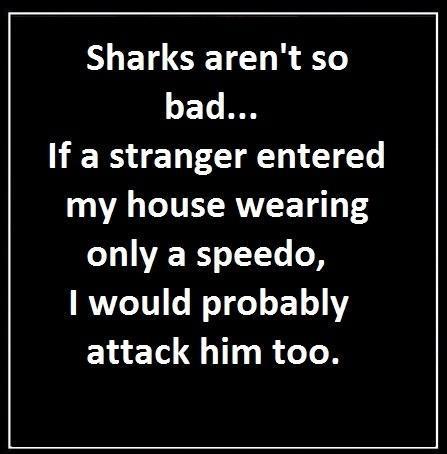 Sharks aren't so
bad...
If a stranger entered
my house wearing
only a speedo,
I would probably
attack him too.